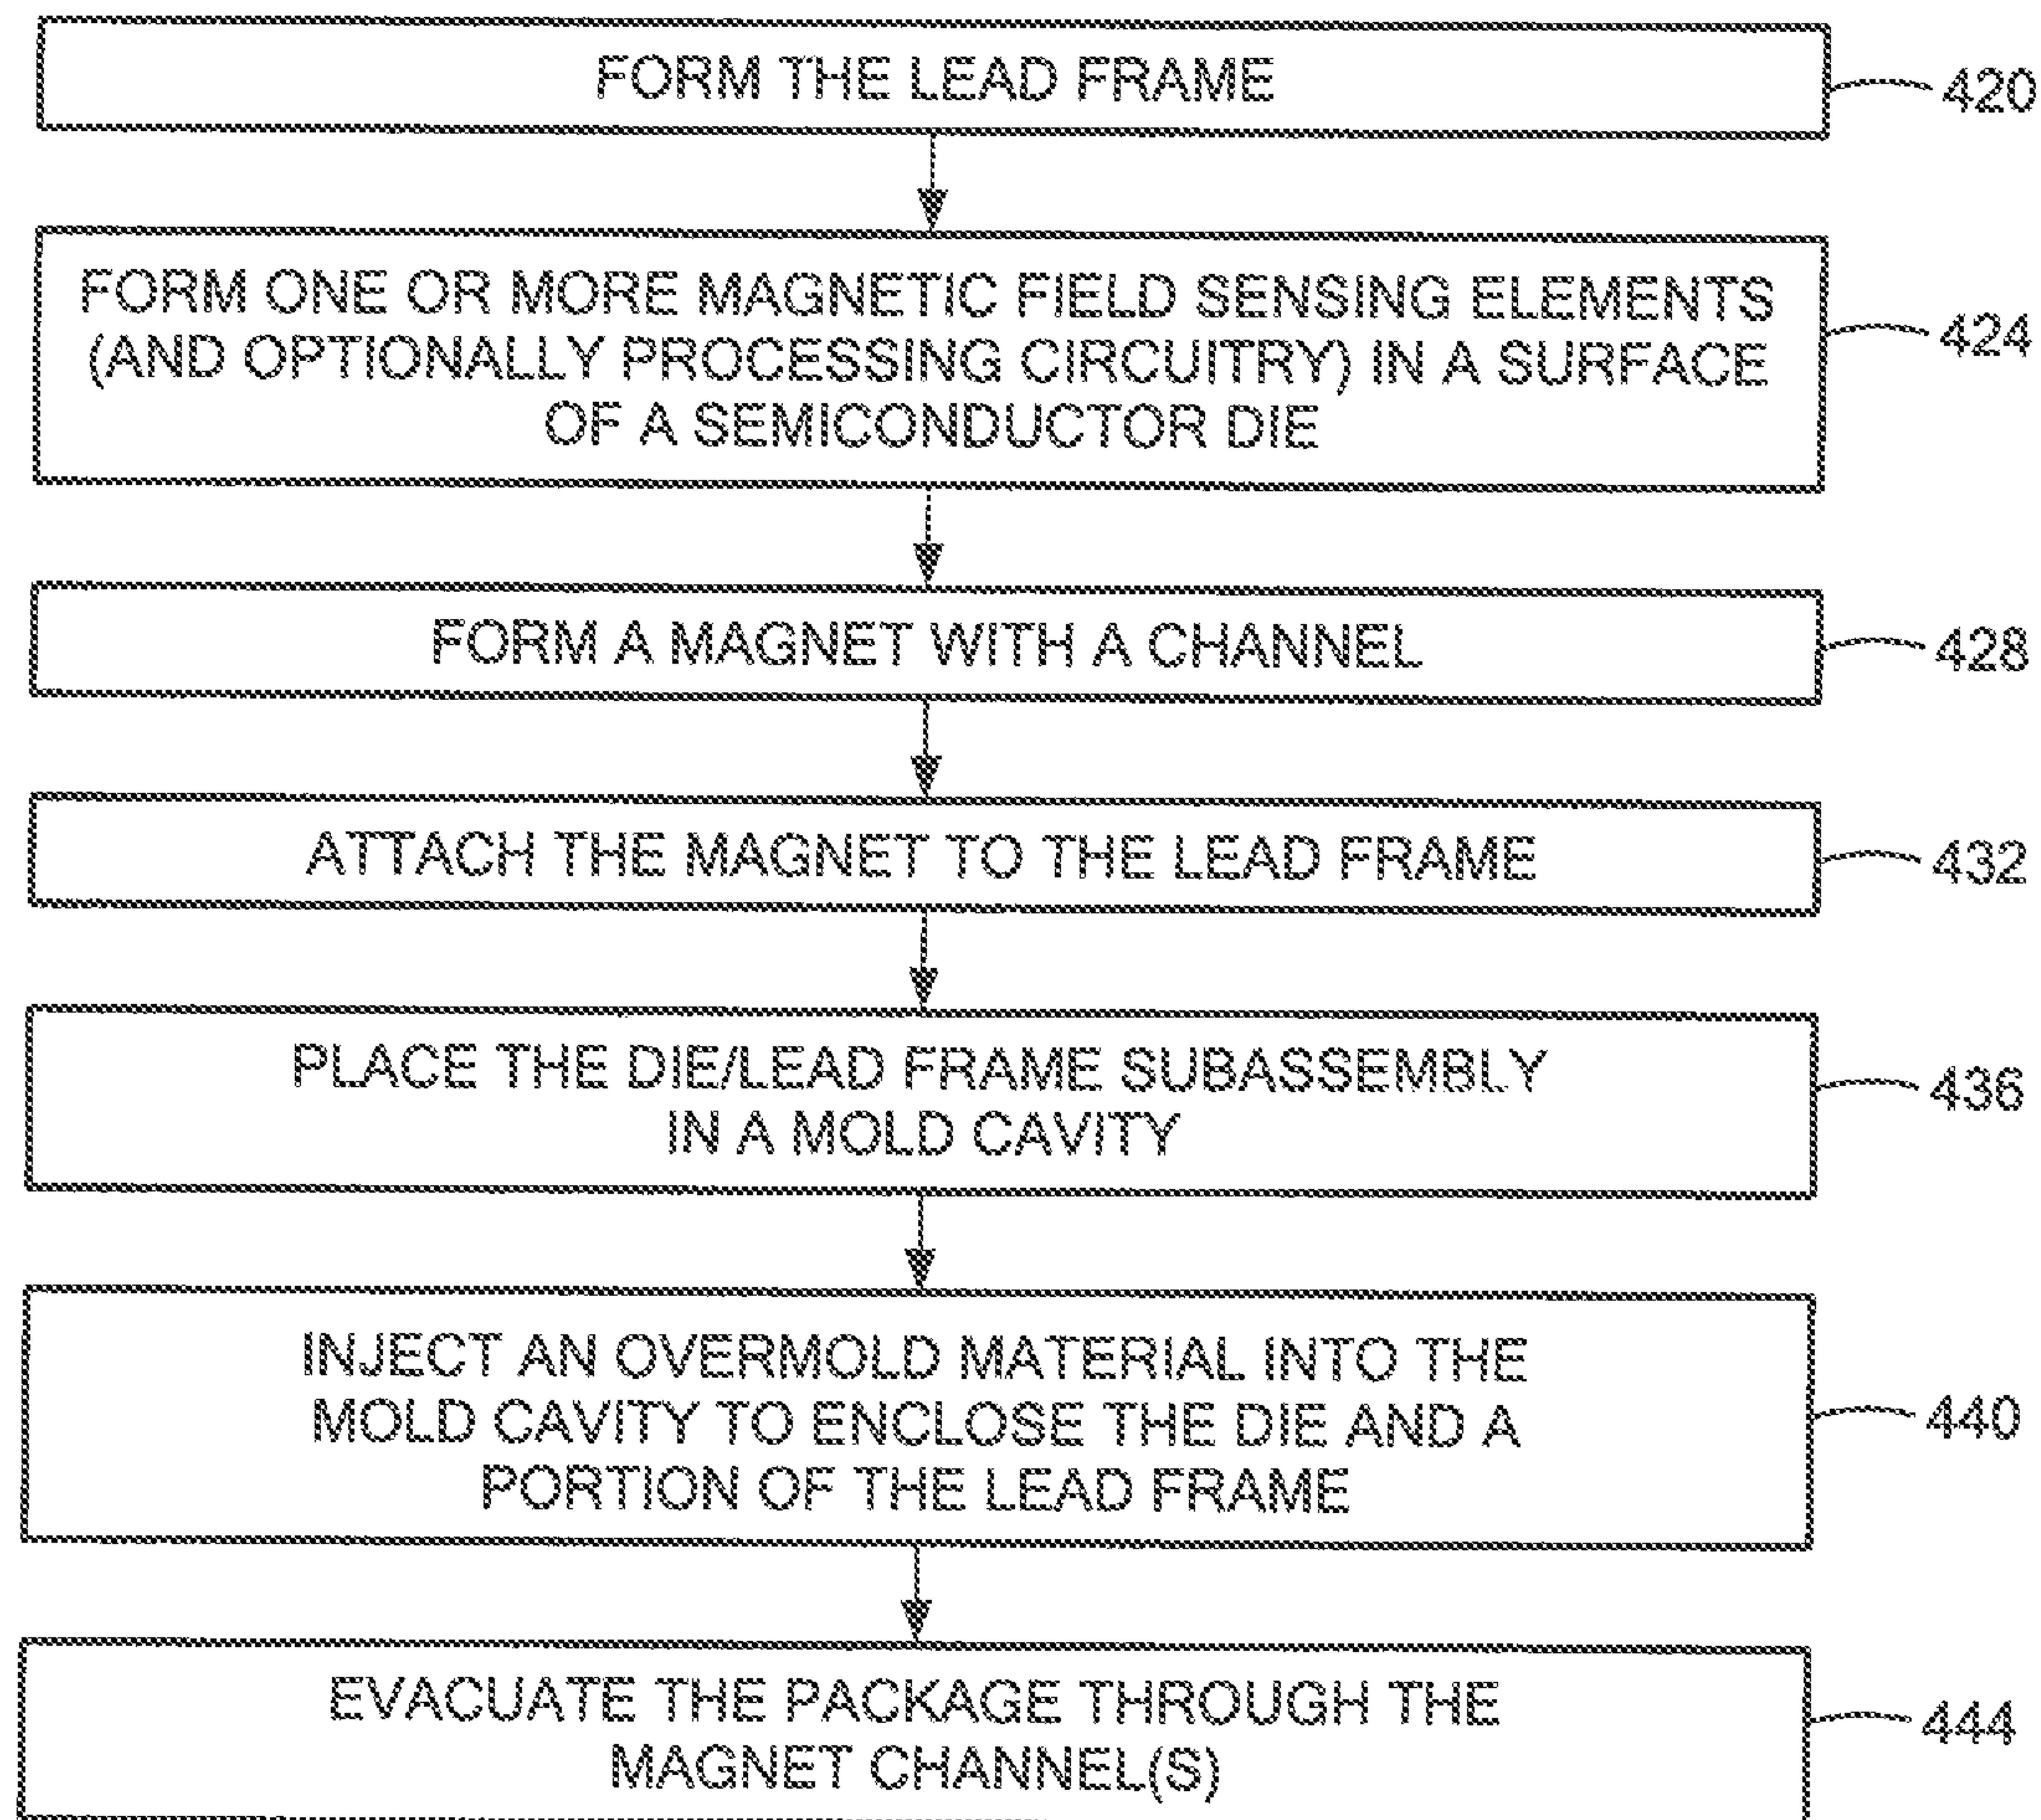 FORM THE LEAD FRAME
420
FORM ONE OR MORE MAGNETIC FIELD SENSING ELEMENTS
(AND OPTIONALLY PROCESSING CIRCUITRY) IN A SURFACE
OF A SEMICONDUCTOR DIE
424
FORM A MAGNET WITH A CHANNEL
428
ATTACH THE MAGNET TO THE LEAD FRAME
432
PLACE THE DIE/LEAD FRAME SUBASSEMBLY
IN A MOLD CAVITY
436
INJECT AN OVERMOLD MATERIAL INTO THE
MOLD CAVITY TO ENCLOSE THE DIE AND A
PORTION OF THE LEAD FRAME
440
EVACUATE THE PACKAGE THROUGH THE
MAGNET CHANNEL(S)
444